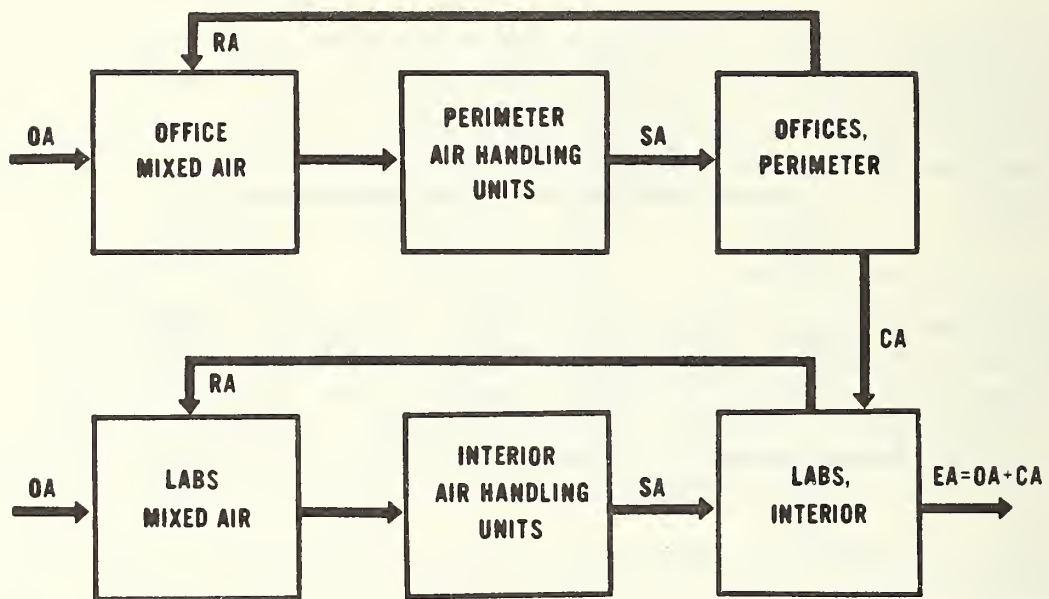 RA
OA
OFFICE
MIXED AIR
PERIMETER
AIR HANDLING
UNITS
SA
OFFICES,
PERIMETER
CA
RA
OA
LABS
MIXED AIR
INTERIOR
AIR HANDLING
UNITS
SA
LABS,
INTERIOR
EA=OA+CA